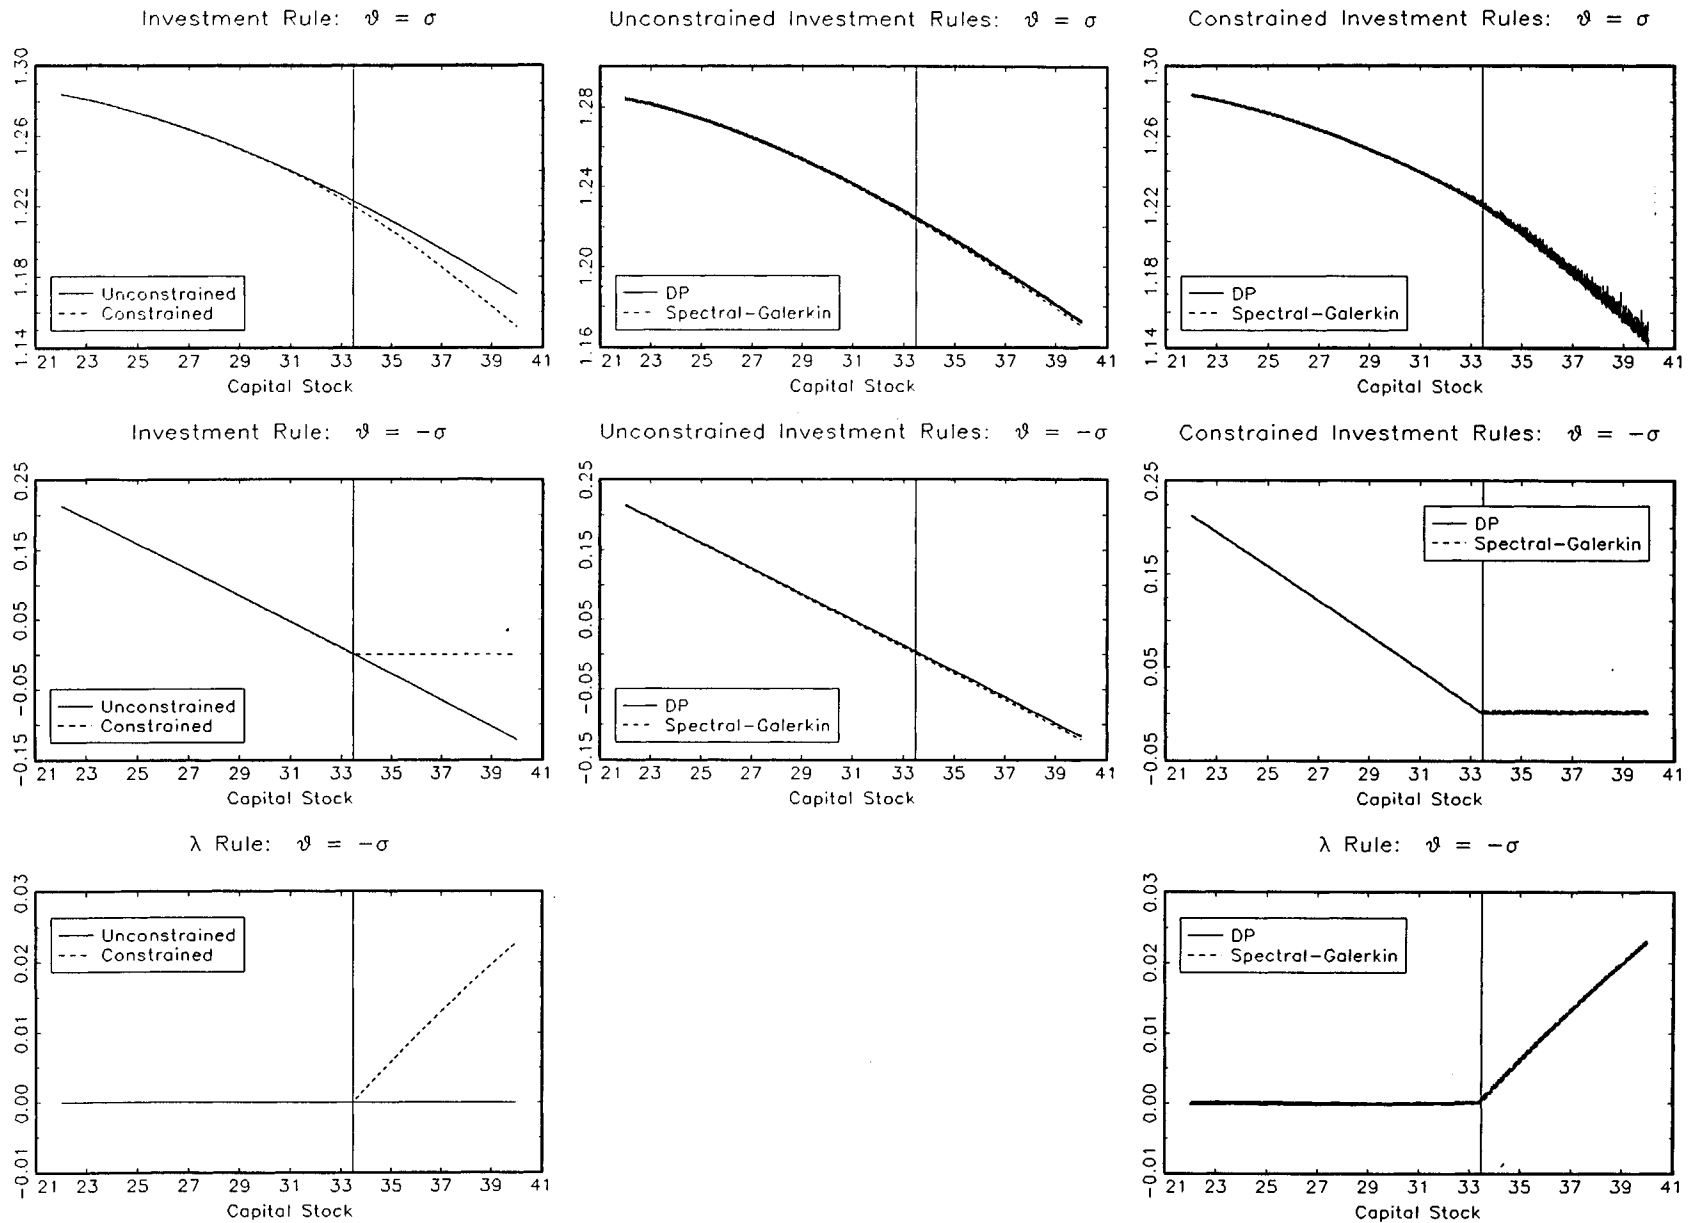 Investment Rule: ϑ = σ
Unconstrained Investment Rules: ϑ = σ
Constrained Investment Rules: ϑ = σ
1.30
1.26
1.22
1.18
1.14
Unconstrained
Constrained
21 23 25 27 29 31 33 35 37 39 41
Capital Stock
1.28
1.24
1.20
1.16
DP
Spectral-Galerkin
21 23 25 27 29 31 33 35 37 39 41
Capital Stock
1.30
1.26
1.22
1.18
1.14
DP
Spectral-Galerkin
21 23 25 27 29 31 33 35 37 39 41
Capital Stock
Investment Rule: ϑ = -σ
Unconstrained Investment Rules: ϑ = -σ
Constrained Investment Rules: ϑ = -σ
0.25
0.15
0.05
-0.05
-0.15
Unconstrained
Constrained
21 23 25 27 29 31 33 35 37 39 41
Capital Stock
0.25
0.15
0.05
-0.05
-0.15
DP
Spectral-Galerkin
21 23 25 27 29 31 33 35 37 39 41
Capital Stock
0.25
0.15
0.05
-0.05
DP
Spectral-Galerkin
21 23 25 27 29 31 33 35 37 39 41
Capital Stock
λ Rule: ϑ = -σ
λ Rule: ϑ = -σ
0.03
0.02
0.01
0.00
-0.01
Unconstrained
Constrained
21 23 25 27 29 31 33 35 37 39 41
Capital Stock
0.03
0.02
0.01
0.00
-0.01
DP
Spectral-Galerkin
21 23 25 27 29 31 33 35 37 39 41
Capital Stock